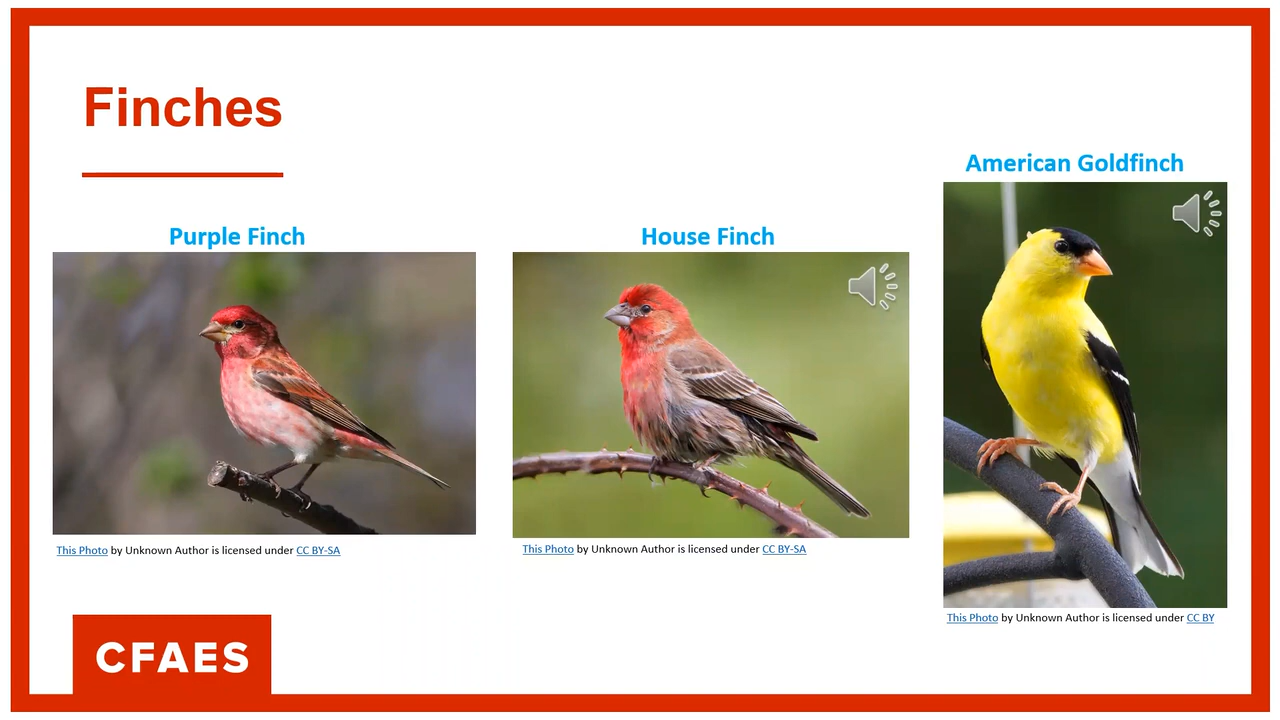 Finches
American Goldfinch
Purple Finch
House Finch
This Photo by Unknown Author is licensed under CC BY-SA
This Photo by Unknown Author is licensed under CC BY-SA
This Photo by Unknown Author is licensed under CC BY
CFAES